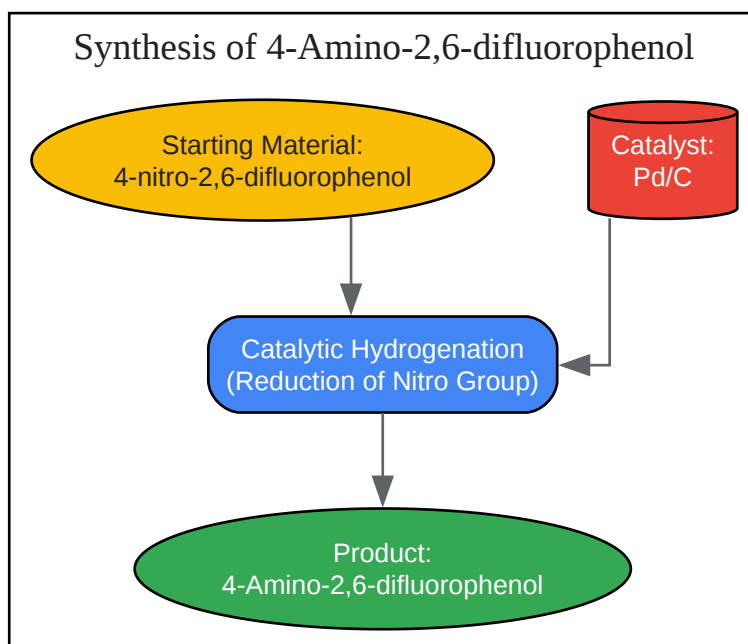 Synthesis of 4-Amino-2,6-difluorophenol
Starting Material:
4-nitro-2,6-difluorophenol
Catalyst:
Pd/C
Catalytic Hydrogenation
(Reduction of Nitro Group)
Product:
4-Amino-2,6-difluorophenol